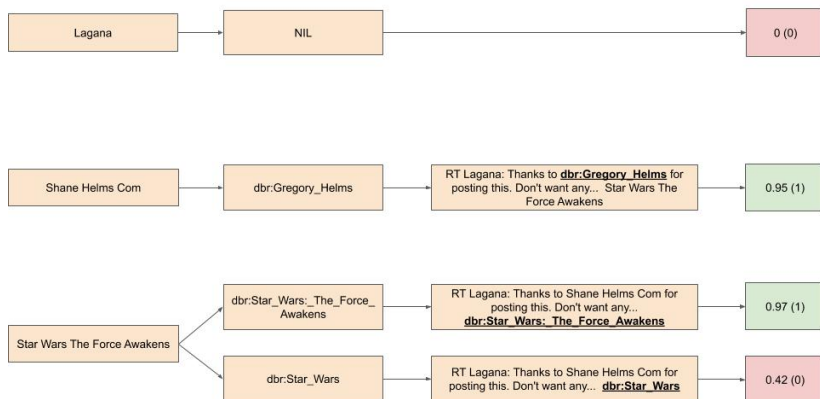 Lagana
NIL
0 (0)
Shane Helms Com
dbr:Gregory_Helms
RT Lagana: Thanks to dbr:Gregory_Helms for
posting this. Don't want any... Star Wars The
Force Awakens
0.95 (1)
Star Wars The Force Awakens
dbr:Star_Wars:_The_Force_
Awakens
RT Lagana: Thanks to Shane Helms Com for
posting this. Don't want any...
dbr:Star_Wars:_The_Force_Awakens
0.97 (1)
dbr:Star_Wars
RT Lagana: Thanks to Shane Helms Com for
posting this. Don't want any... dbr:Star_Wars
0.42 (0)